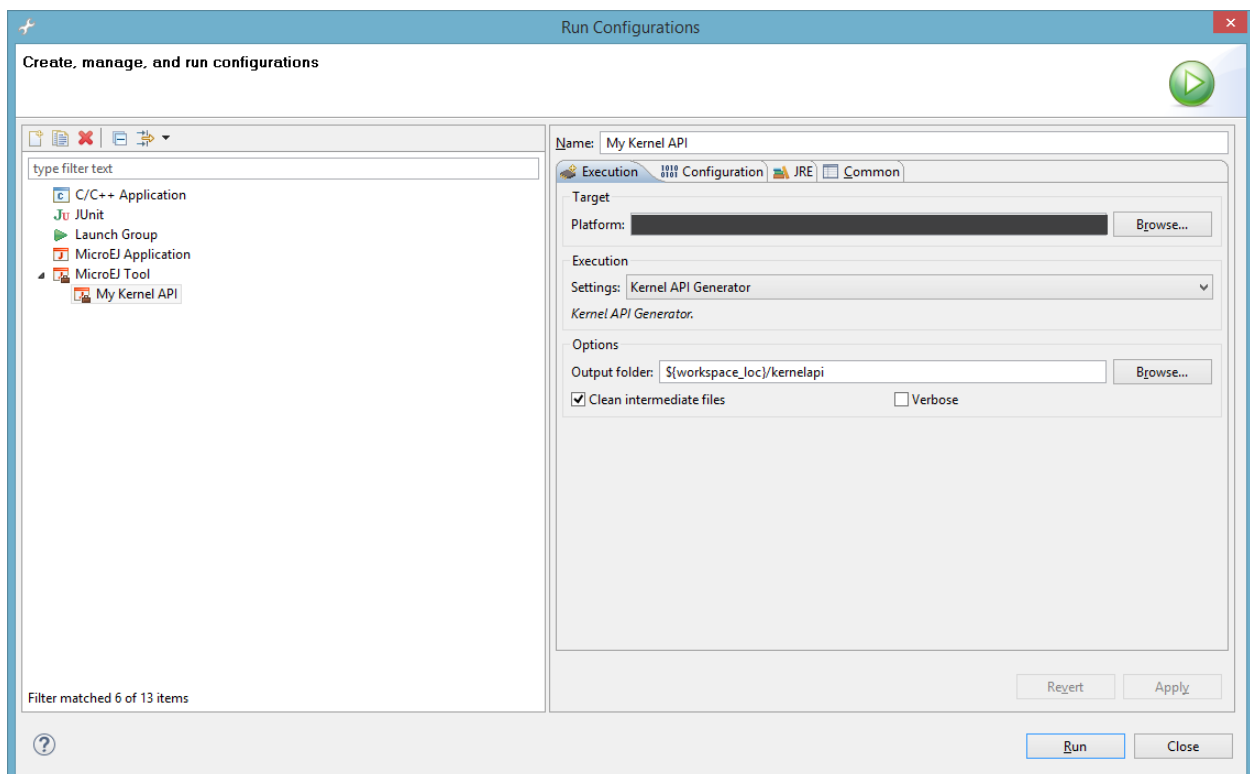 Run Configurations
Create, manage, and run configurations
type filter text
C/C++ Application
JUnit
Launch Group
MicroEJ Application
MicroEJ Tool
My Kernel API
Filter matched 6 of 13 items
Name: My Kernel API
Execution Configuration JRE Common
Target
Platform: Browse...
Execution
Settings: Kernel API Generator
Kernel API Generator.
Options
Output folder: ${workspace_loc}/kernelapi Browse...
Clean intermediate files Verbose
Revert Apply
Run Close